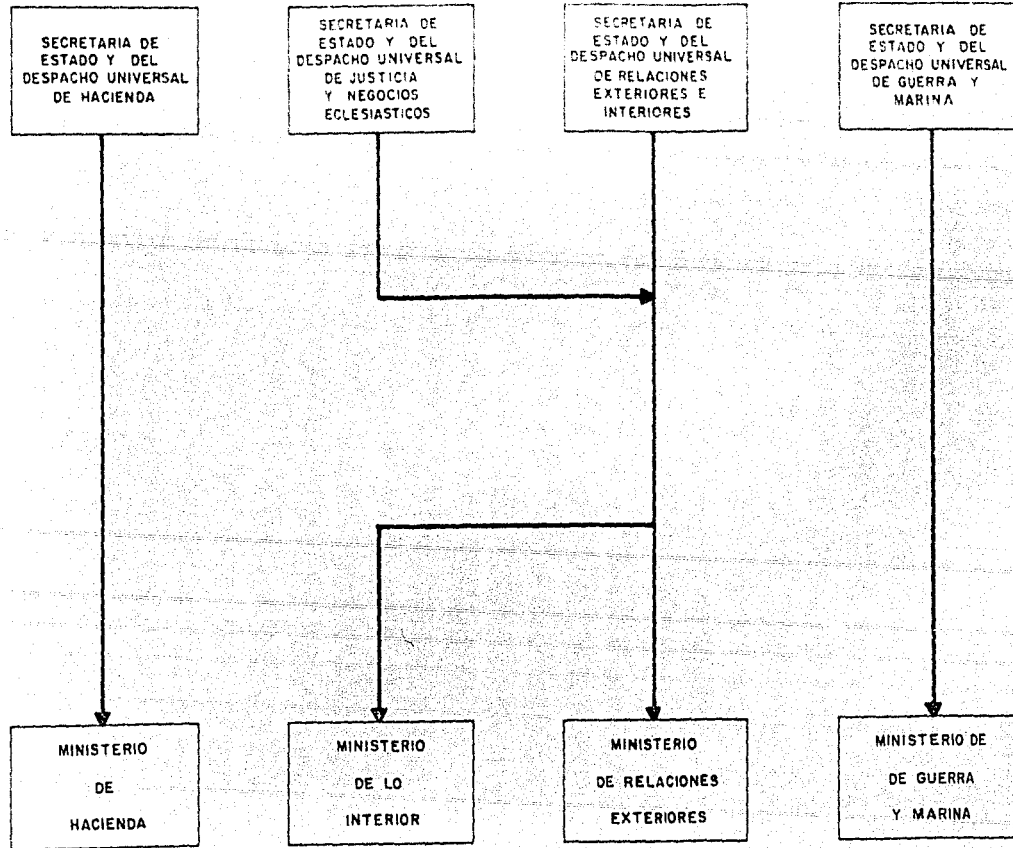 SECRETARIA DE
ESTADO Y DEL
DESPACHO UNIVERSAL
DE HACIENDA
SECRETARIA DE
ESTADO Y DEL
DESPACHO UNIVERSAL
DE JUSTICIA
Y NEGOCIOS
ECLESIASTICOS
SECRETARIA DE
ESTADO Y DEL
DESPACHO UNIVERSAL
DE RELACIONES
EXTERIORES E
INTERIORES
SECRETARIA DE
ESTADO Y DEL
DESPACHO UNIVERSAL
DE GUERRA Y
MARINA
MINISTERIO
DE
HACIENDA
MINISTERIO
DE LO
INTERIOR
MINISTERIO
DE RELACIONES
EXTERIORES
MINISTERIO DE
DE GUERRA
Y MARINA